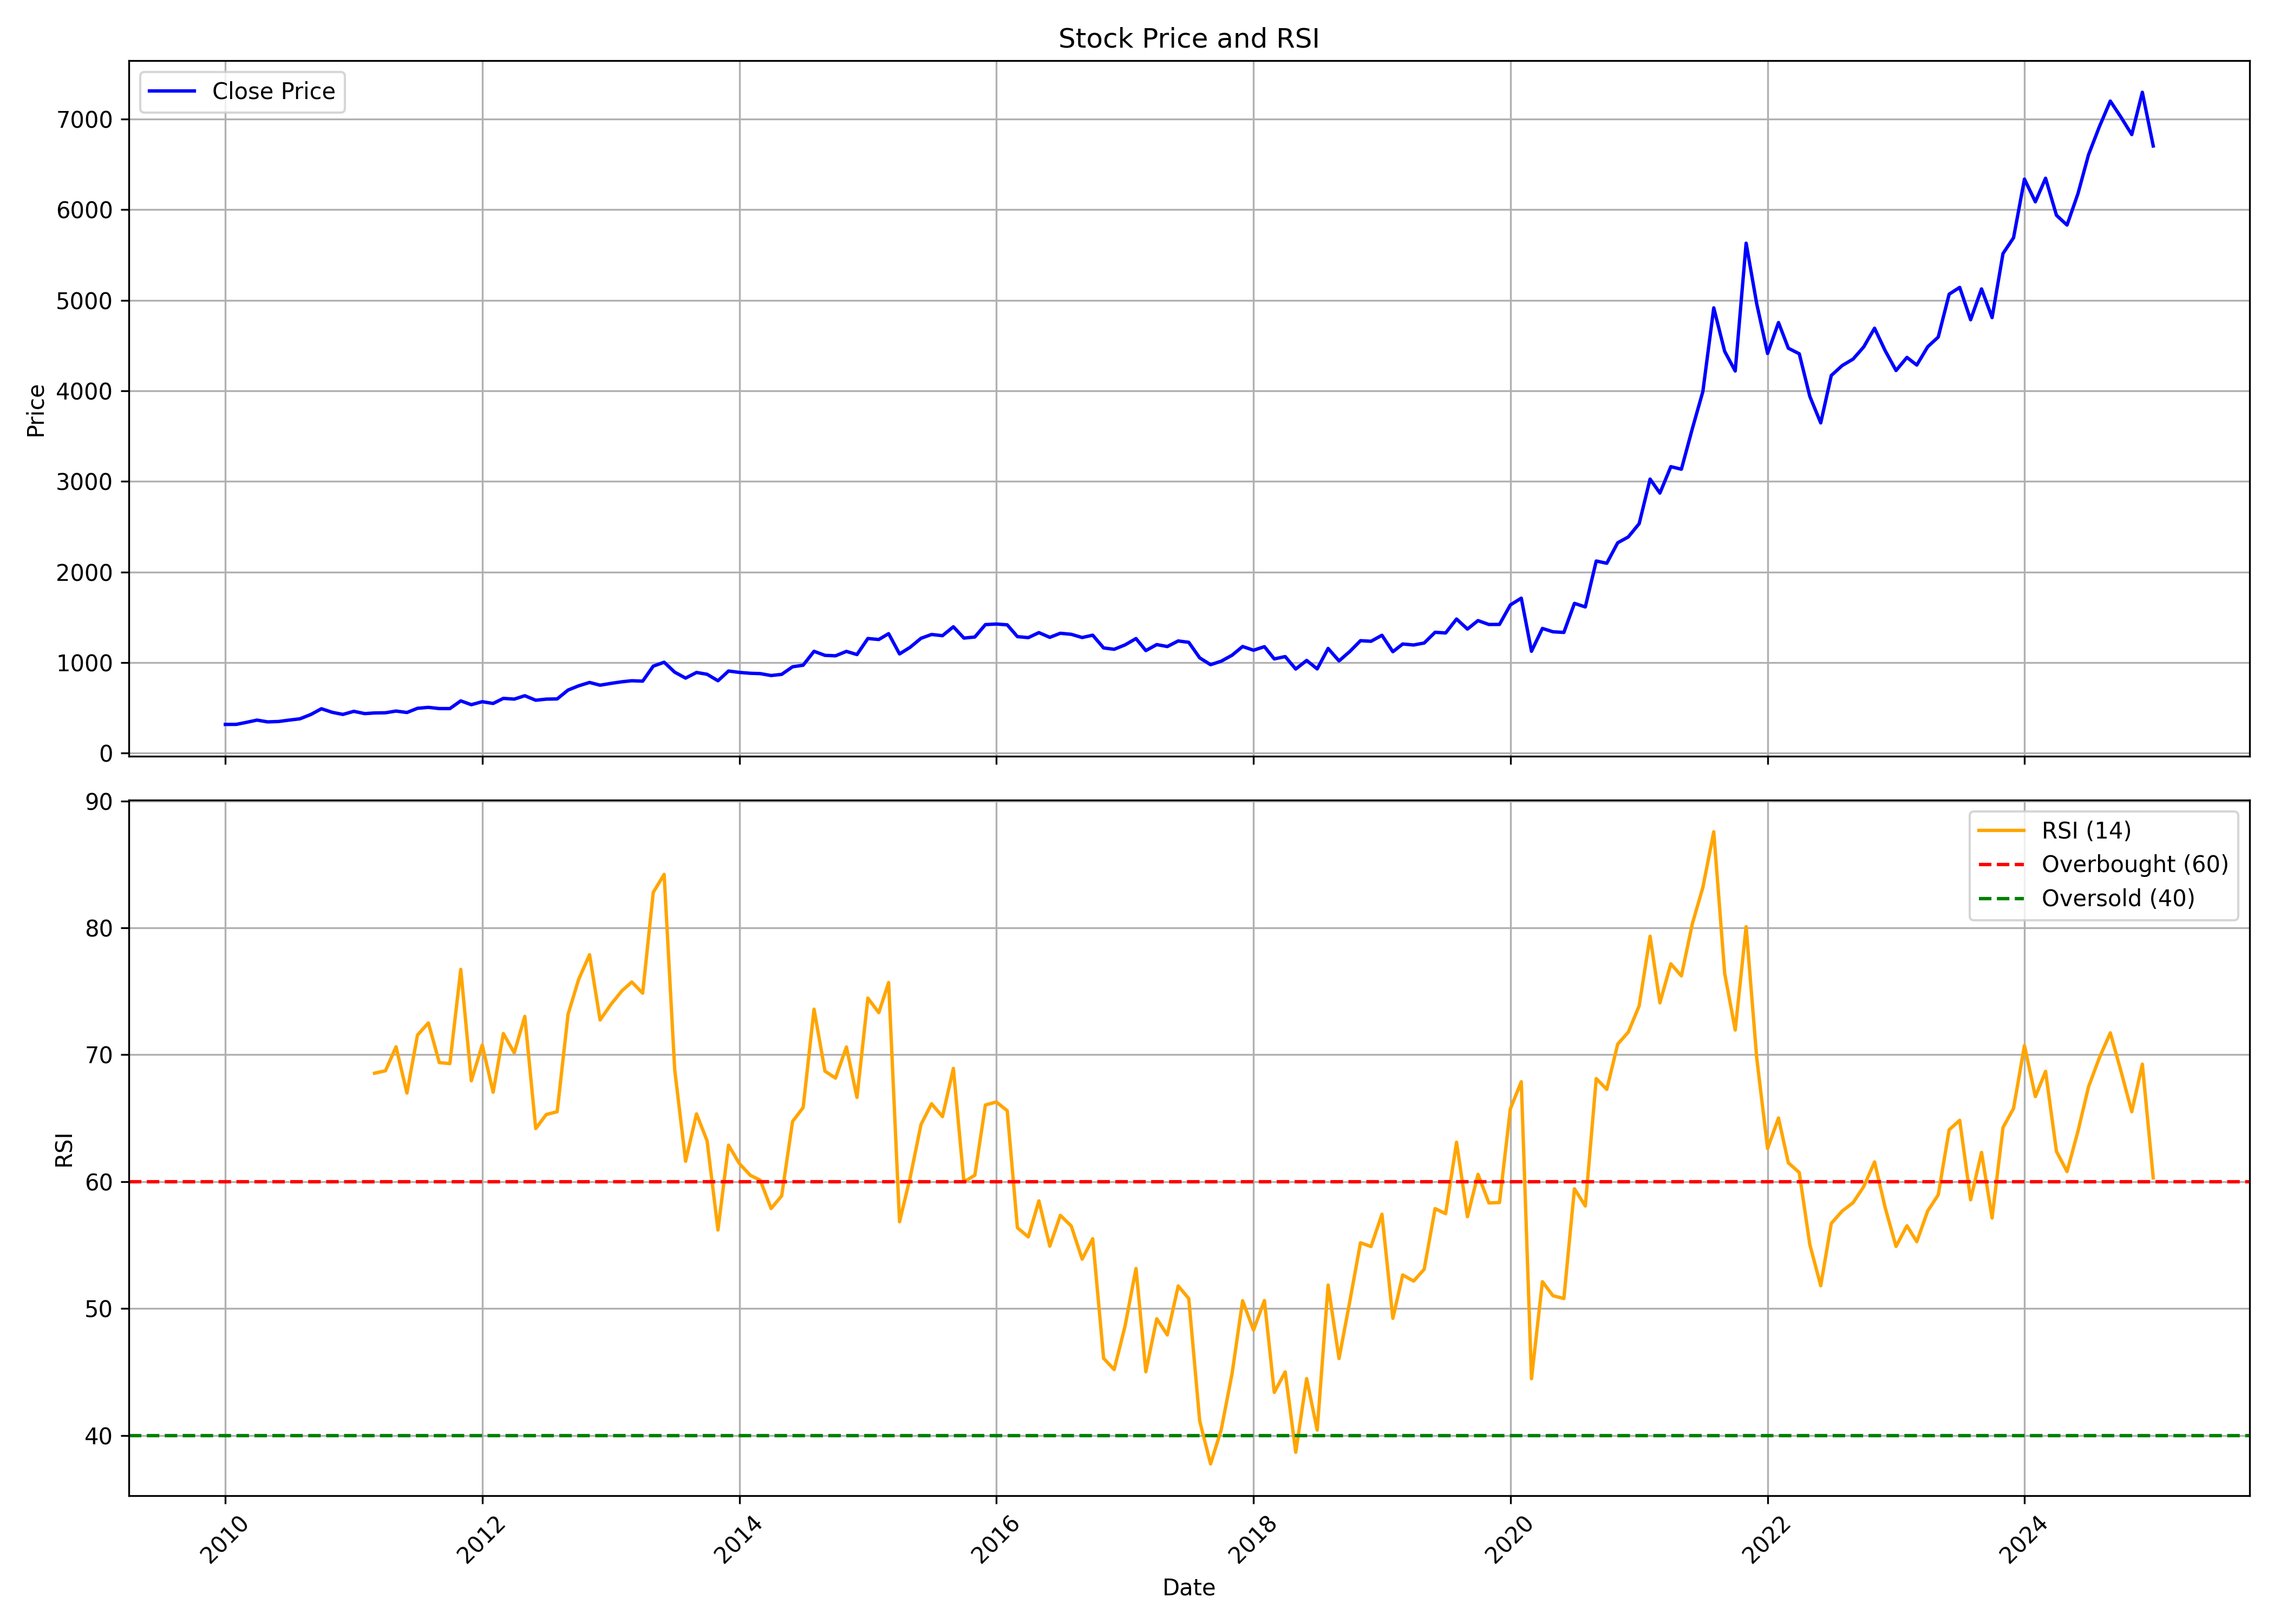 Stock Price and RSI
Close Price
7000
6000
5000
4000
3000
2000
1000
0
Price
90
80
70
60
50
40
RSI
RSI (14)
Overbought (60)
Oversold (40)
2010
2012
2014
2016
2018
2020
2022
2024
Date